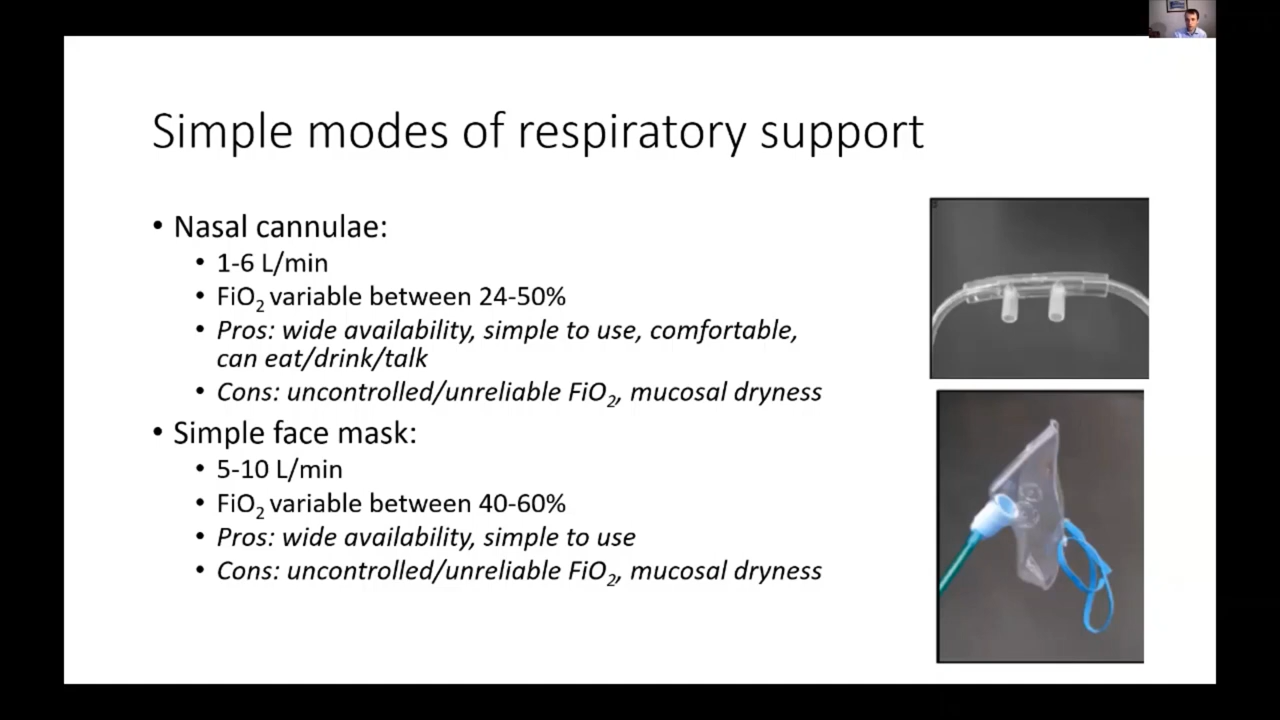 Simple modes of respiratory support
• Nasal cannulae:
• 1-6 L/min
• FiO₂ variable between 24-50%
• Pros: wide availability, simple to use, comfortable,
can eat/drink/talk
• Cons: uncontrolled/unreliable FiO₂, mucosal dryness
• Simple face mask:
• 5-10 L/min
• FiO₂ variable between 40-60%
• Pros: wide availability, simple to use
• Cons: uncontrolled/unreliable FiO₂, mucosal dryness